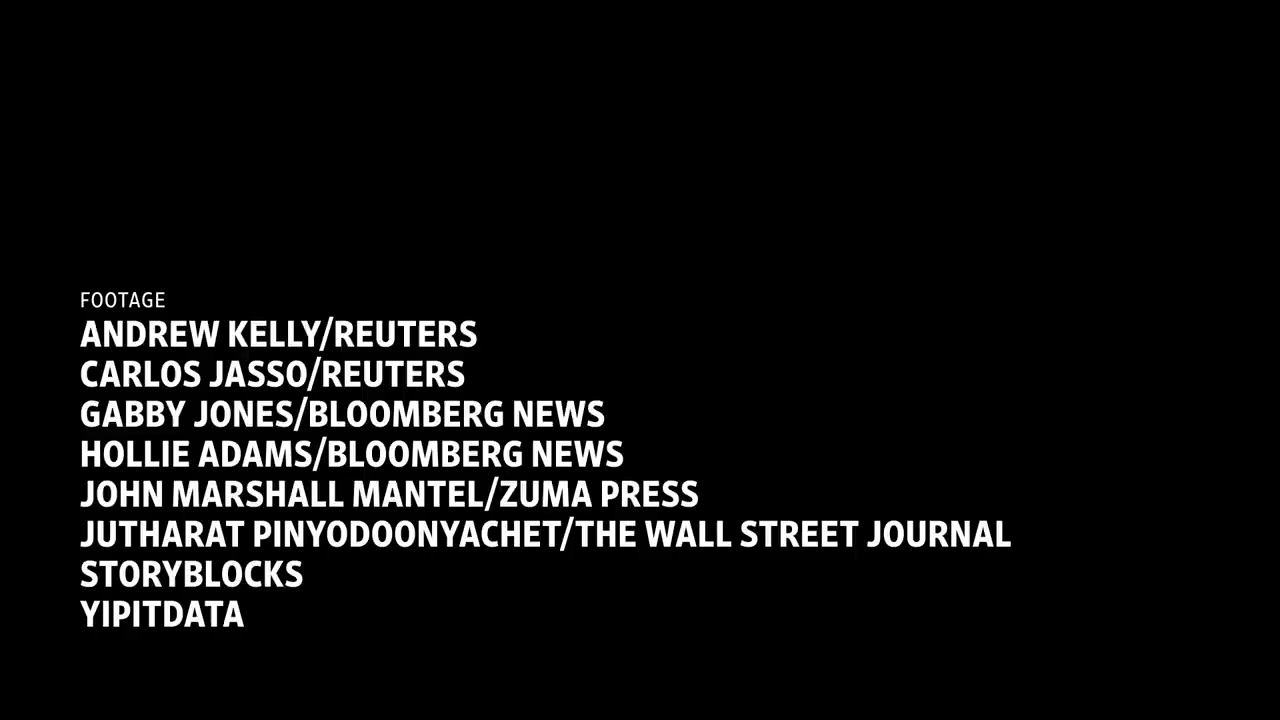 FOOTAGE
ANDREW KELLY/REUTERS
CARLOS JASSO/REUTERS
GABBY JONES/BLOOMBERG NEWS
HOLLIE ADAMS/BLOOMBERG NEWS
JOHN MARSHALL MANTEL/ZUMA PRESS
JUTHARAT PINYODOONYACHET/THE WALL STREET JOURNAL
STORYBLOCKS
YIPITDATA